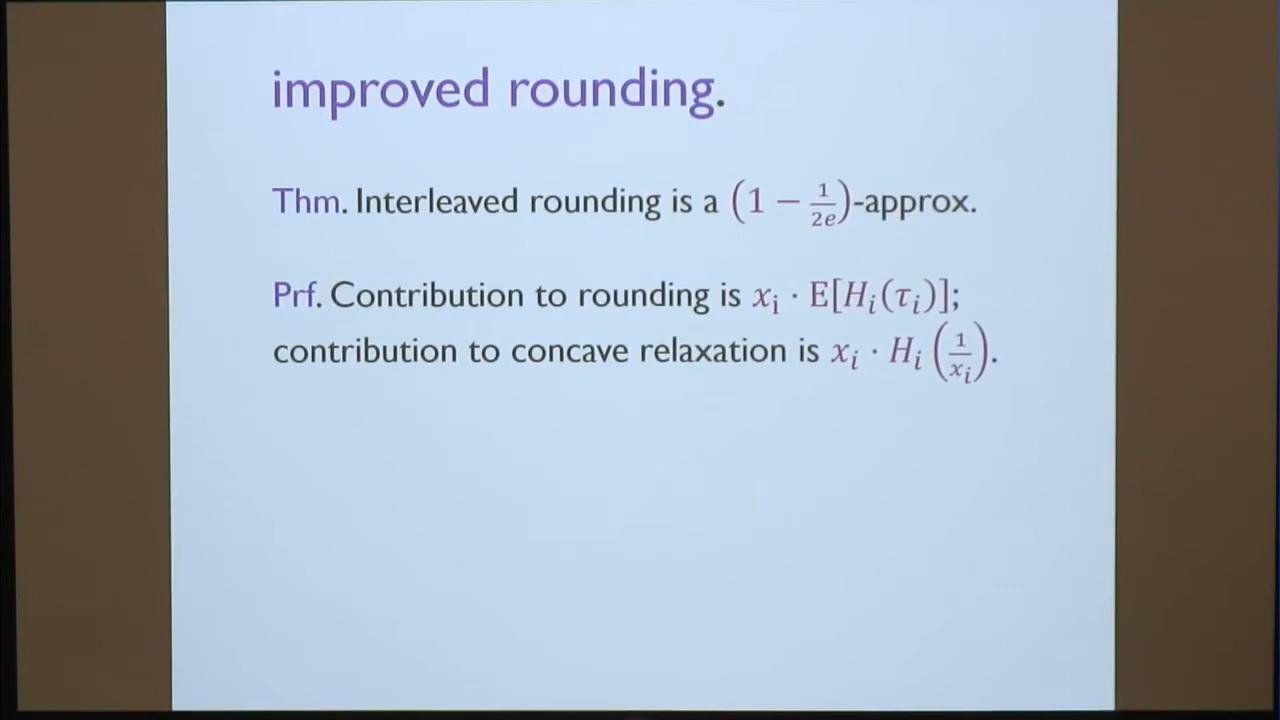 improved rounding.
Thm. Interleaved rounding is a (1 − 1/2e)-approx.
Prf. Contribution to rounding is xᵢ · E[Hᵢ(τᵢ)];
contribution to concave relaxation is xᵢ · Hᵢ (1/xᵢ).